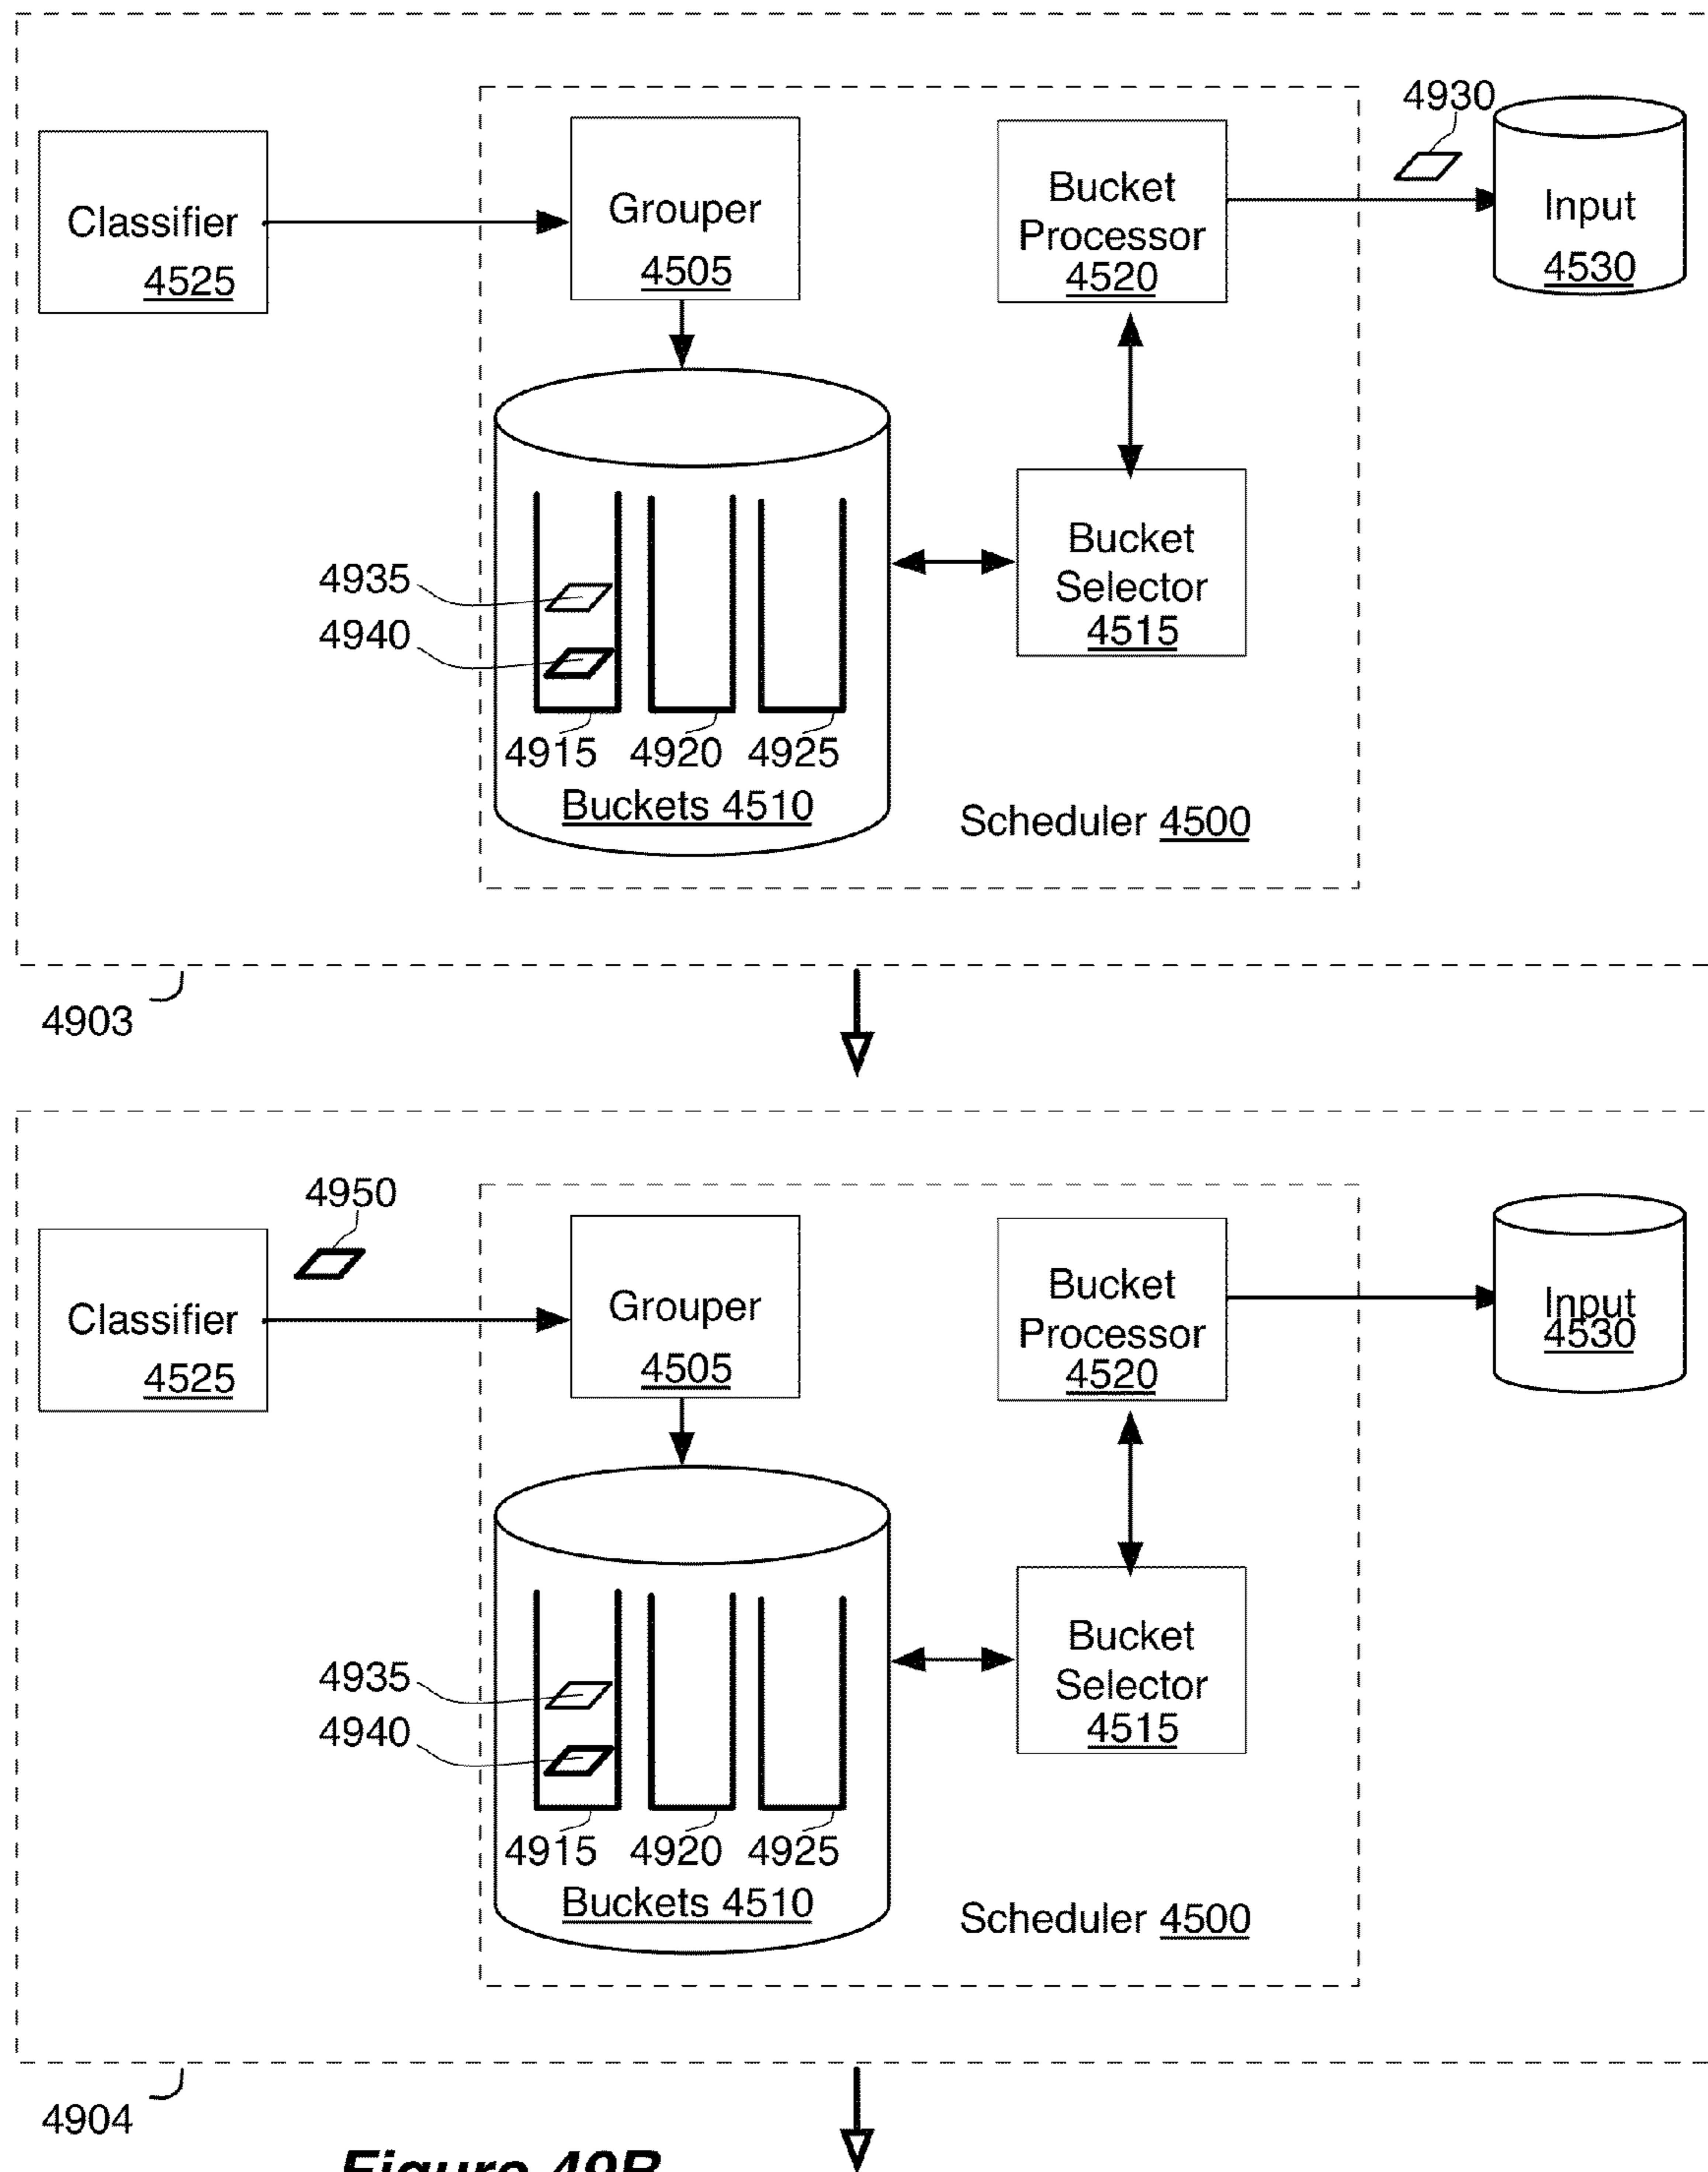 4930
Classifier
4525
Grouper
4505
Bucket
Processor
4520
Input
4530
4935
4940
Bucket
Selector
4515
4915 4920 4925
Buckets 4510
Scheduler 4500
4903
4950
Classifier
4525
Grouper
4505
Bucket
Processor
4520
Input
4530
4935
4940
Bucket
Selector
4515
4915 4920 4925
Buckets 4510
Scheduler 4500
4904
Figure 49B